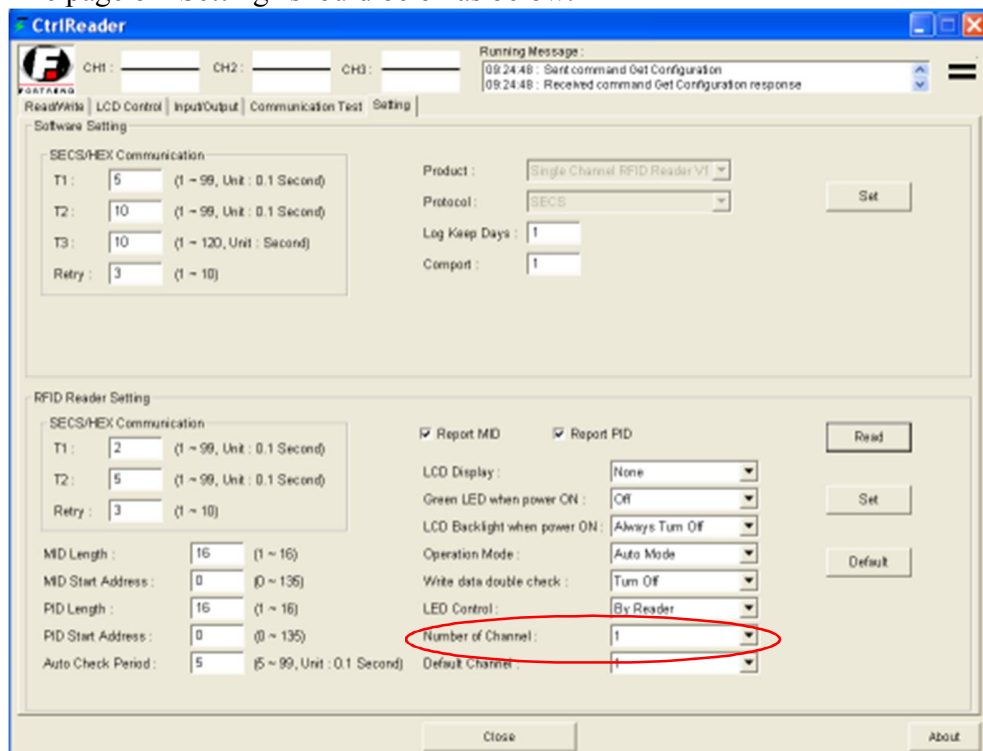 CtrlReader
CH1 : CH2 : CH3 :
Running Message :
09:24:48 : Sent command Get Configuration
09:24:48 : Received command Get Configuration response
FORTRENG
Read/Write LCD Control Input/Output Communication Test Setting
Software Setting
SECS/HEX Communication
T1 : 5 (1 ~ 99, Unit : 0.1 Second)
T2 : 10 (1 ~ 99, Unit : 0.1 Second)
T3 : 10 (1 ~ 120, Unit : Second)
Retry : 3 (1 ~ 10)
Product : Single Channel RFID Reader V1
Protocol : SECS
Log Keep Days : 1
Comport : 1
Set
RFID Reader Setting
SECS/HEX Communication
T1 : 2 (1 ~ 99, Unit : 0.1 Second)
T2 : 5 (1 ~ 99, Unit : 0.1 Second)
Retry : 3 (1 ~ 10)
MID Length : 16 (1 ~ 16)
MID Start Address : 0 (0 ~ 135)
PID Length : 16 (1 ~ 16)
PID Start Address : 0 (0 ~ 135)
Auto Check Period : 5 (5 ~ 99, Unit : 0.1 Second)
Report MID Report PID
LCD Display : None
Green LED when power ON : Off
LCD Backlight when power ON : Always Turn Off
Operation Mode : Auto Mode
Write data double check : Turn Off
LED Control : By Reader
Number of Channel : 1
Default Channel : 1
Read
Set
Default
Close
About